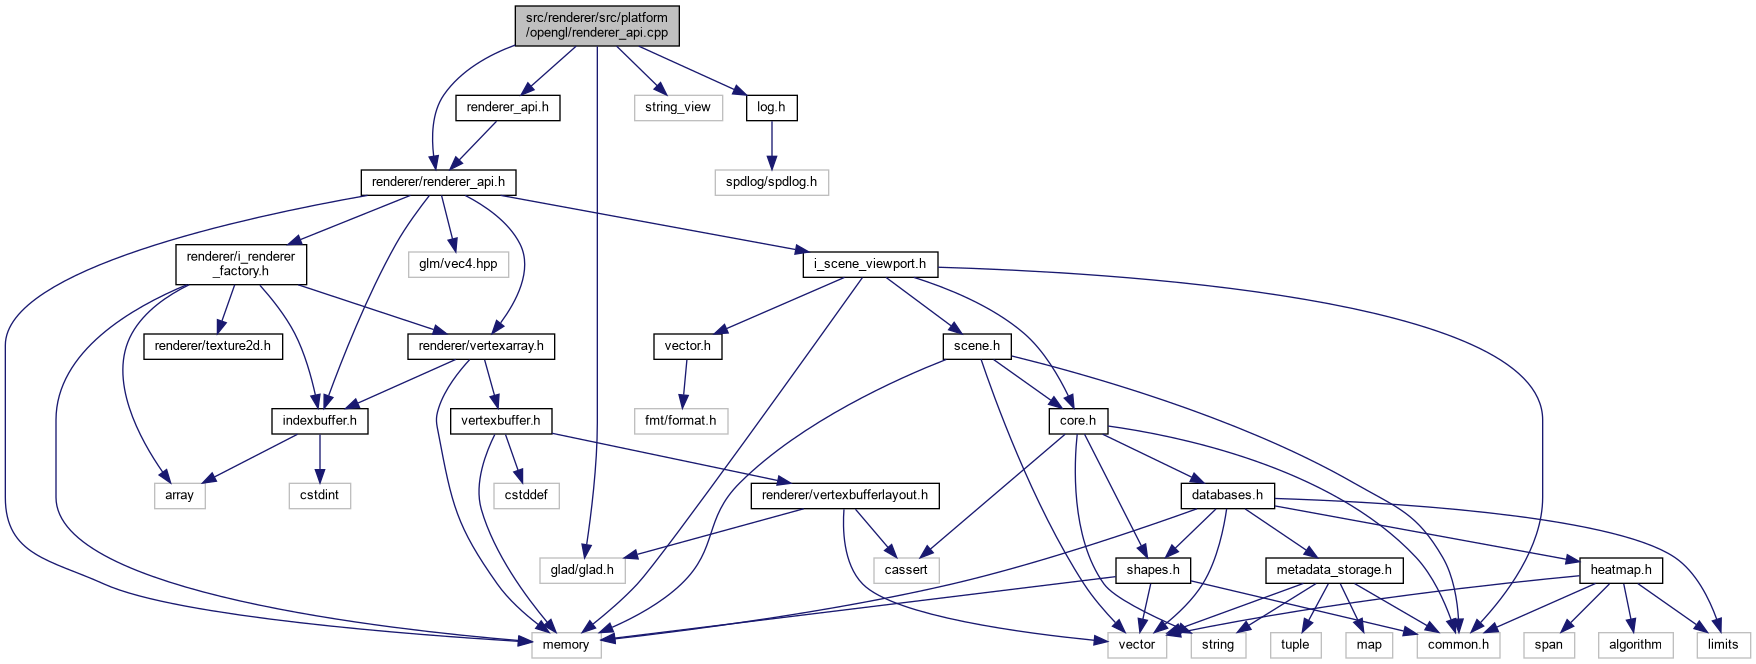 src/renderer/src/platform
/opengl/renderer_api.cpp
renderer_api.h
string_view
log.h
renderer/renderer_api.h
spdlog/spdlog.h
renderer/i_renderer
_factory.h
glm/vec4.hpp
i_scene_viewport.h
renderer/texture2d.h
renderer/vertexarray.h
vector.h
scene.h
indexbuffer.h
vertexbuffer.h
fmt/format.h
core.h
array
cstdint
cstddef
renderer/vertexbufferlayout.h
databases.h
glad/glad.h
cassert
shapes.h
metadata_storage.h
heatmap.h
memory
vector
string
tuple
map
common.h
span
algorithm
limits